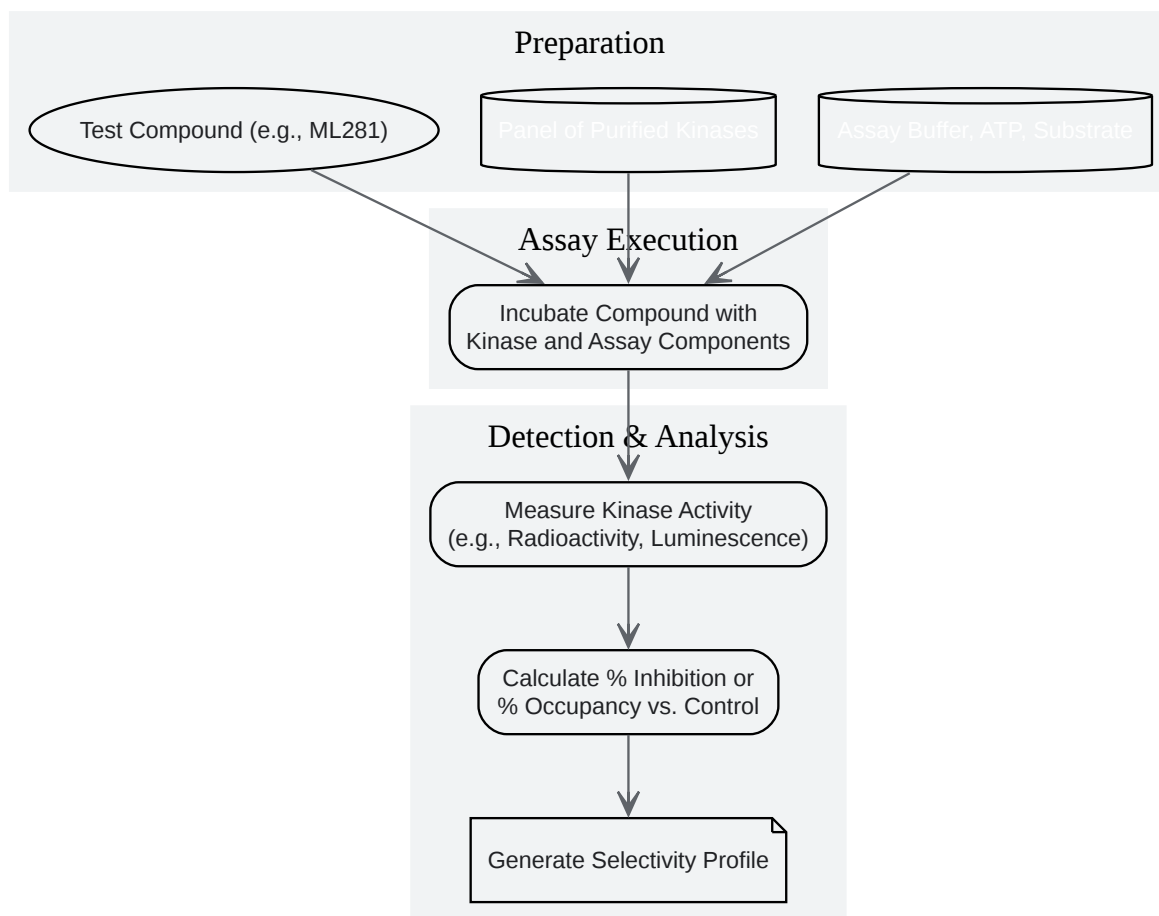 Preparation
Test Compound (e.g., ML281)
Panel of Purified Kinases
Assay Buffer, ATP, Substrate
Assay Execution
Incubate Compound with
Kinase and Assay Components
Detection & Analysis
Measure Kinase Activity
(e.g., Radioactivity, Luminescence)
Calculate % Inhibition or
% Occupancy vs. Control
Generate Selectivity Profile